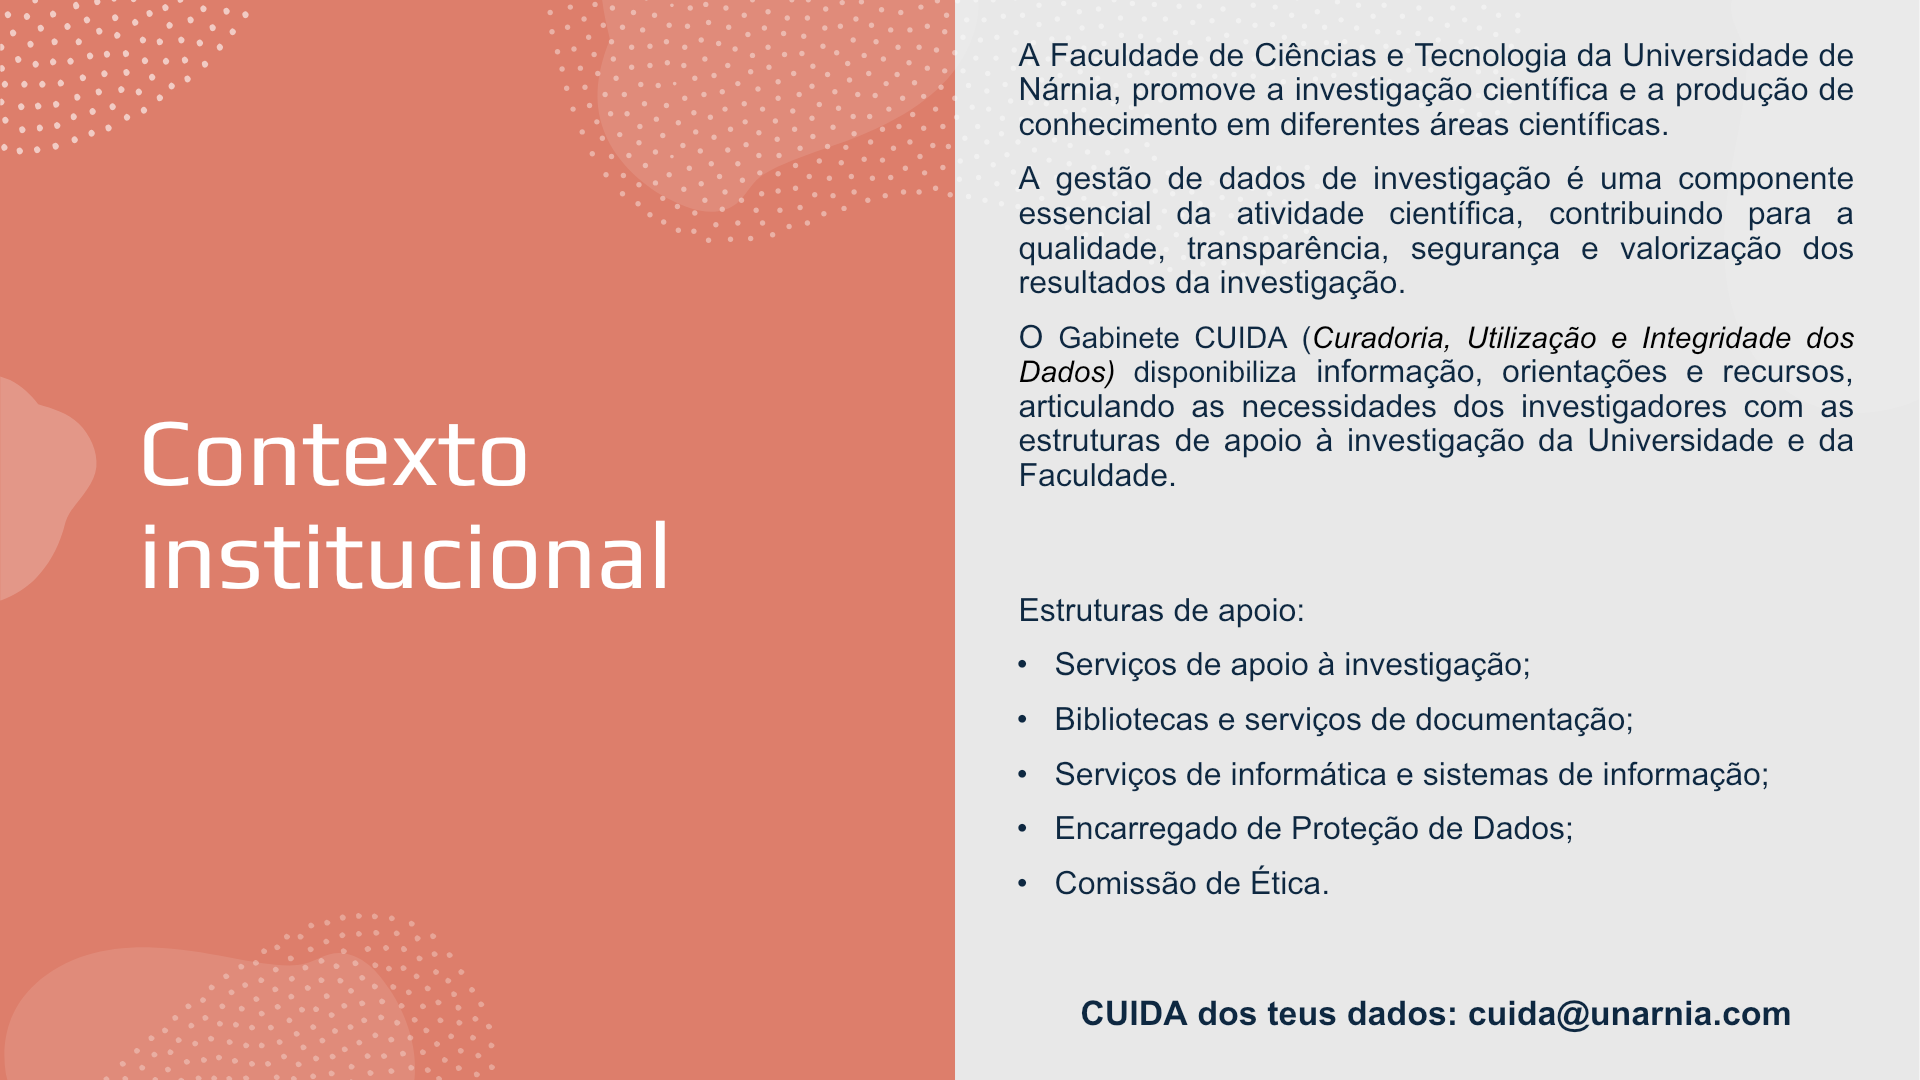 Contexto
institucional
A Faculdade de Ciências e Tecnologia da Universidade de
Nárnia, promove a investigação científica e a produção de
conhecimento em diferentes áreas científicas.
A gestão de dados de investigação é uma componente
essencial da atividade científica, contribuindo para a
qualidade, transparência, segurança e valorização dos
resultados da investigação.
O Gabinete CUIDA (Curadoria, Utilização e Integridade dos
Dados) disponibiliza informação, orientações e recursos,
articulando as necessidades dos investigadores com as
estruturas de apoio à investigação da Universidade e da
Faculdade.
Estruturas de apoio:
• Serviços de apoio à investigação;
• Bibliotecas e serviços de documentação;
• Serviços de informática e sistemas de informação;
• Encarregado de Proteção de Dados;
• Comissão de Ética.
CUIDA dos teus dados: cuida@unarnia.com